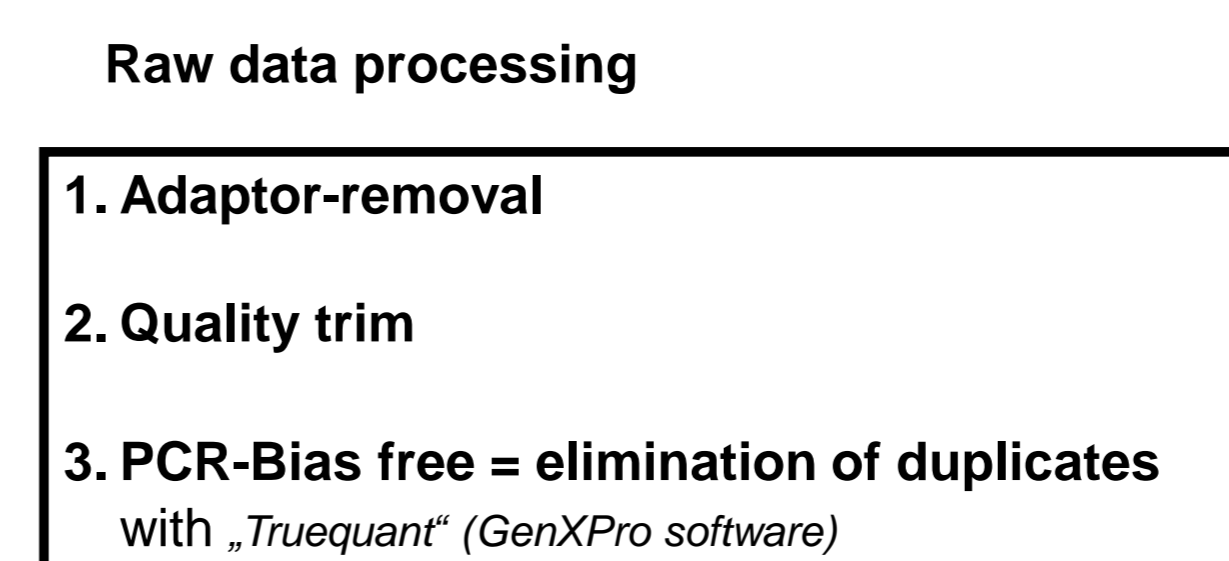 Raw data processing
1. Adaptor-removal
2. Quality trim
3. PCR-Bias free = elimination of duplicates
with „Truequant“ (GenXPro software)